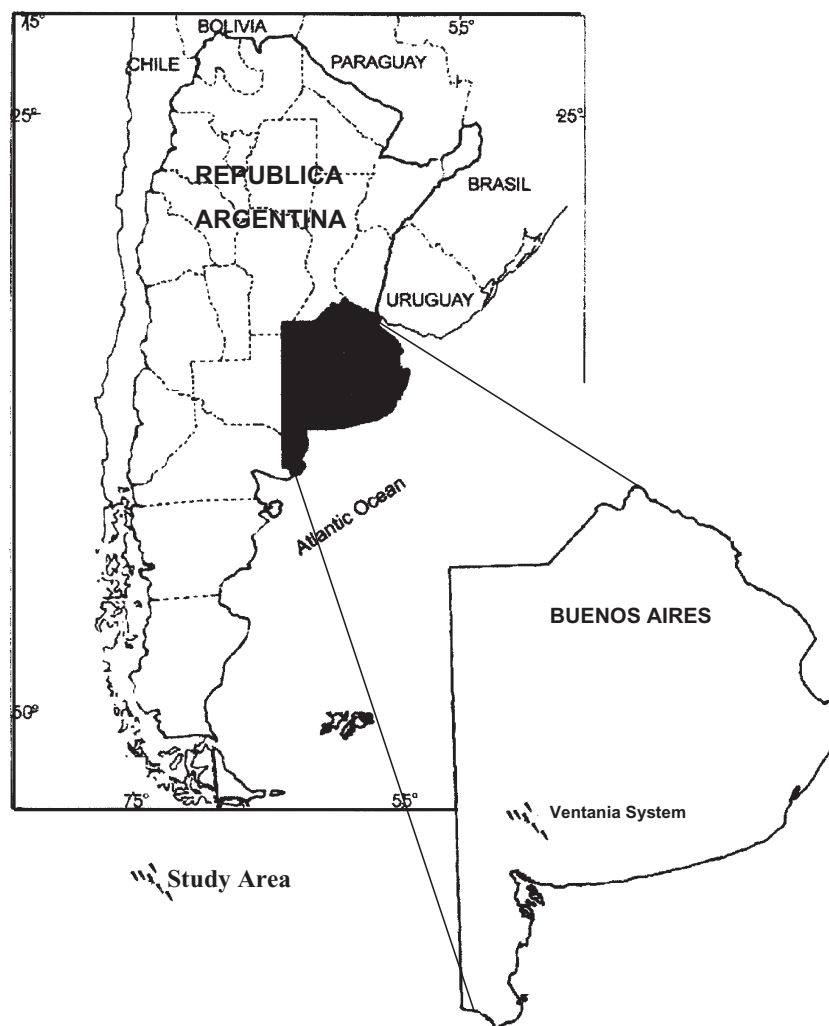 75°
BOLIVIA
55°
CHILE
PARAGUAY
25°
25°
REPUBLICA
ARGENTINA
BRASIL
URUGUAY
Atlantic Ocean
BUENOS AIRES
50°
75°
55°
Ventania System
Study Area